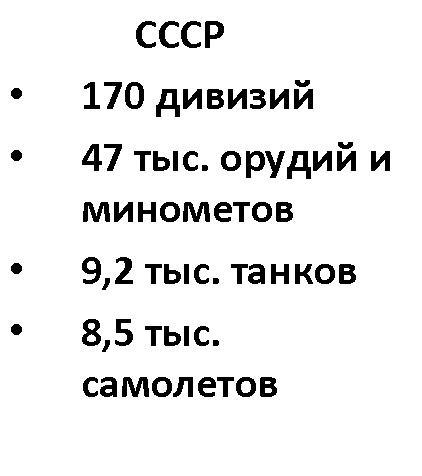 СССР
• 170 дивизий
• 47 тыс. орудий и
минометов
• 9,2 тыс. танков
• 8,5 тыс.
самолетов